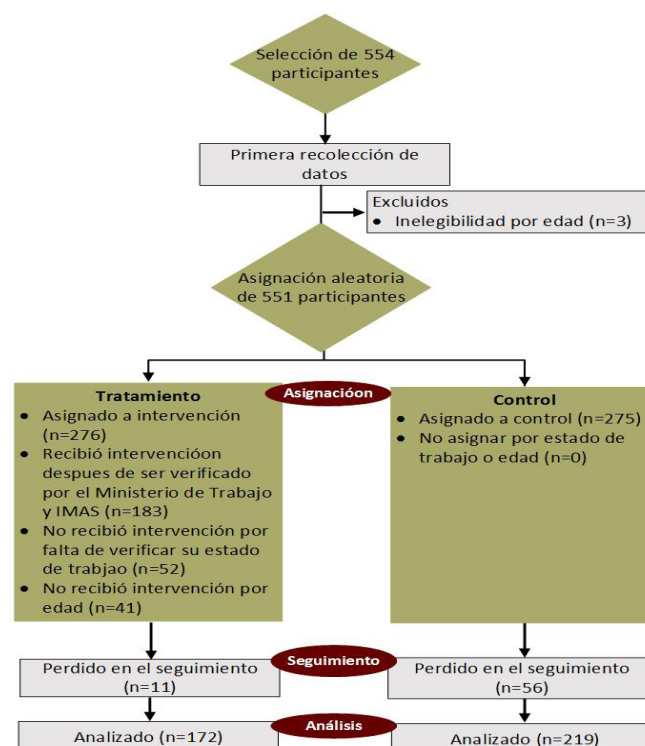 Selección de 554
participantes
Primera recolección de
datos
Excluidos
• Inelegibilidad por edad (n=3)
Asignación aleatoria
de 551 participantes
Asignacióon
Tratamiento
• Asignado a intervención
(n=276)
• Recibió intervencióon
despues de ser verificado
por el Ministerio de Trabajo
y IMAS (n=183)
• No recibió intervención por
falta de verificar su estado
de trabjao (n=52)
• No recibió intervención por
edad (n=41)
Control
• Asignado a control (n=275)
• No asignar por estado de
trabajo o edad (n=0)
Seguimiento
Perdido en el seguimiento
(n=11)
Perdido en el seguimiento
(n=56)
Análisis
Analizado (n=172)
Analizado (n=219)